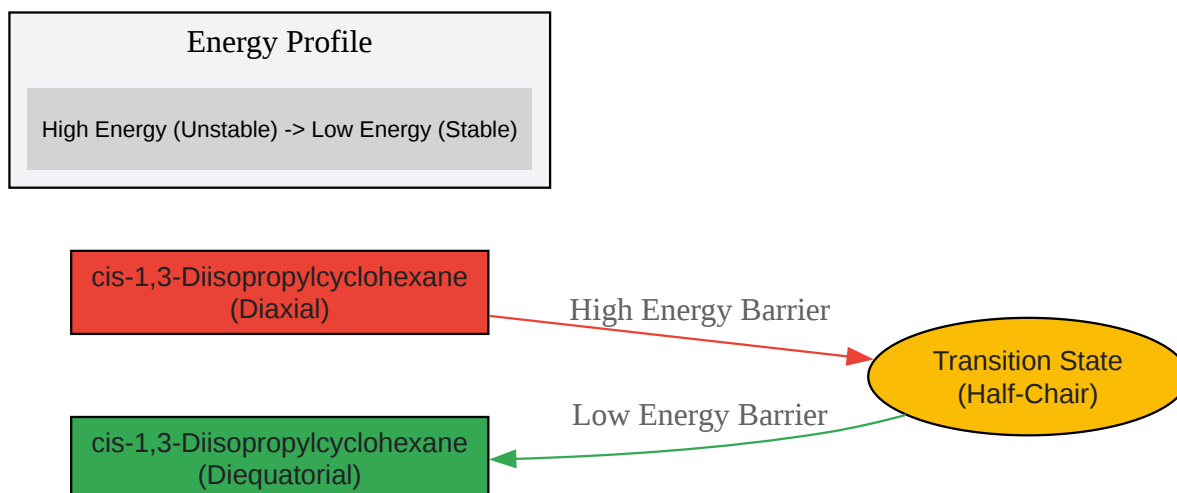 Energy Profile
High Energy (Unstable) -> Low Energy (Stable)
cis-1,3-Diisopropylcyclohexane
(Diaxial)
High Energy Barrier
Transition State
(Half-Chair)
Low Energy Barrier
cis-1,3-Diisopropylcyclohexane
(Diequatorial)